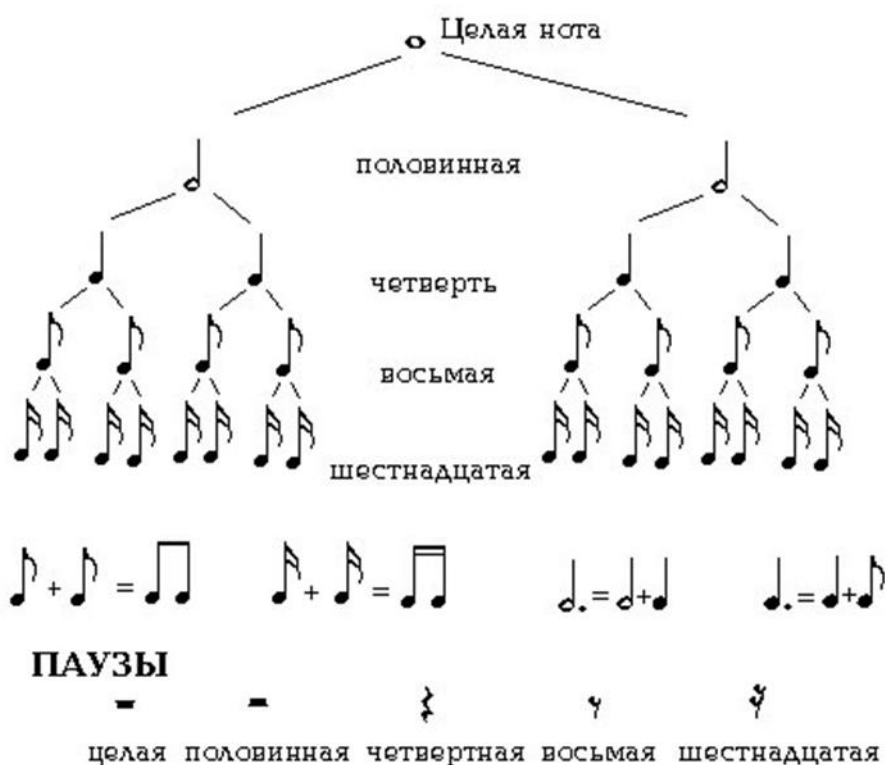 Целая нота
половинная
четверть
восьмая
шестнадцатая
+ = + = . = + . = +
ПАУЗЫ
целая половинная четвертная восьмая шестнадцатая